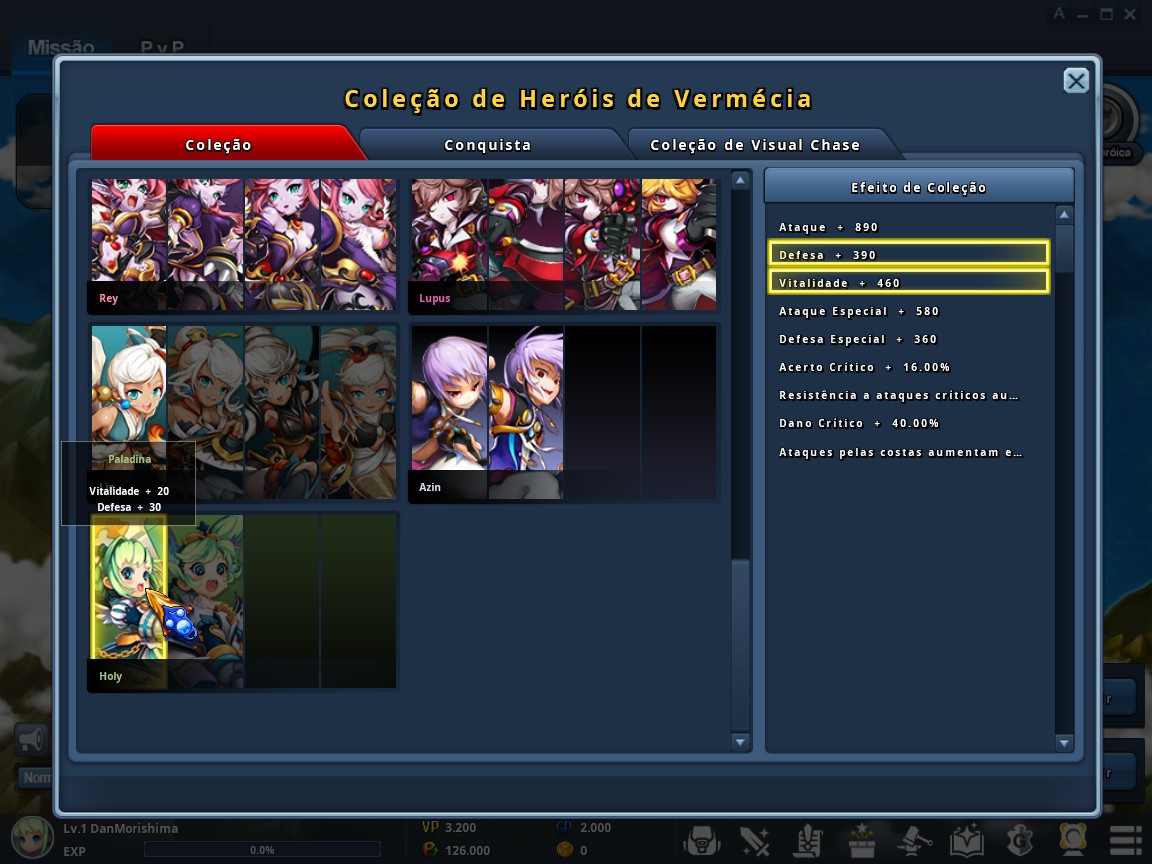 A
Missão
P v P
Coleção de Heróis de Vermécia
Coleção
Conquista
Coleção de Visual Chase
Efeito de Coleção
Ataque + 890
Defesa + 390
Vitalidade + 460
Ataque Especial + 580
Defesa Especial + 360
Acerto Crítico + 16.00%
Resistência a ataques críticos au…
Dano Crítico + 40.00%
Ataques pelas costas aumentam e…
Rey
Lupus
Azin
Paladina
Vitalidade + 20
Defesa + 30
Holy
Norm
róica
r
r
Lv.1 DanMorishima
EXP
0.0%
VP 3.200
GP 2.000
126.000
0